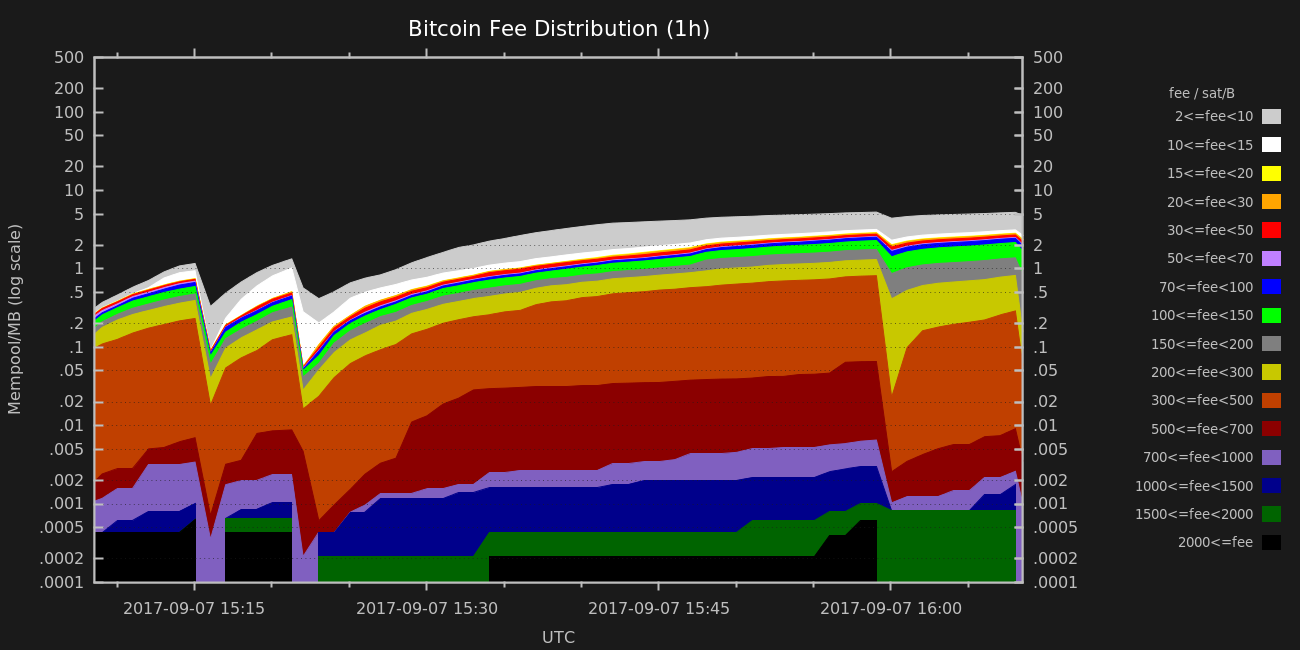 Bitcoin Fee Distribution (1h)
500
200
100
50
20
10
5
2
1
.5
.2
.1
.05
.02
.01
.005
.002
.001
.0005
.0002
.0001
Mempool/MB (log scale)
500
200
100
50
20
10
5
2
1
.5
.2
.1
.05
.02
.01
.005
.002
.001
.0005
.0002
.0001
2017-09-07 15:15
2017-09-07 15:30
2017-09-07 15:45
2017-09-07 16:00
UTC
fee / sat/B
2<=fee<10
10<=fee<15
15<=fee<20
20<=fee<30
30<=fee<50
50<=fee<70
70<=fee<100
100<=fee<150
150<=fee<200
200<=fee<300
300<=fee<500
500<=fee<700
700<=fee<1000
1000<=fee<1500
1500<=fee<2000
2000<=fee